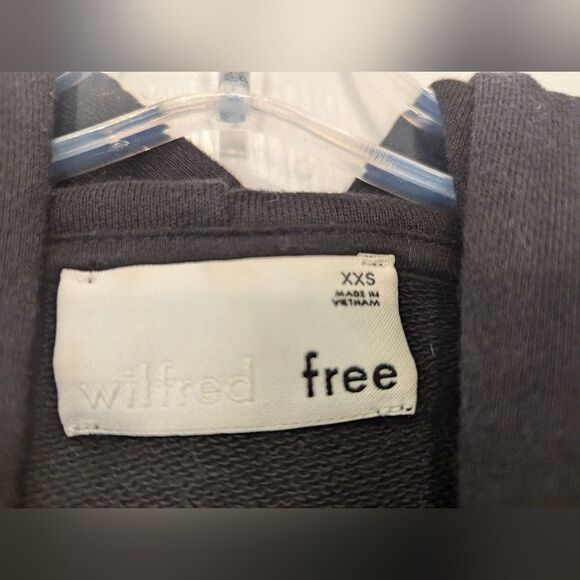 XXS
MADE IN
VIETNAM
wilfred free